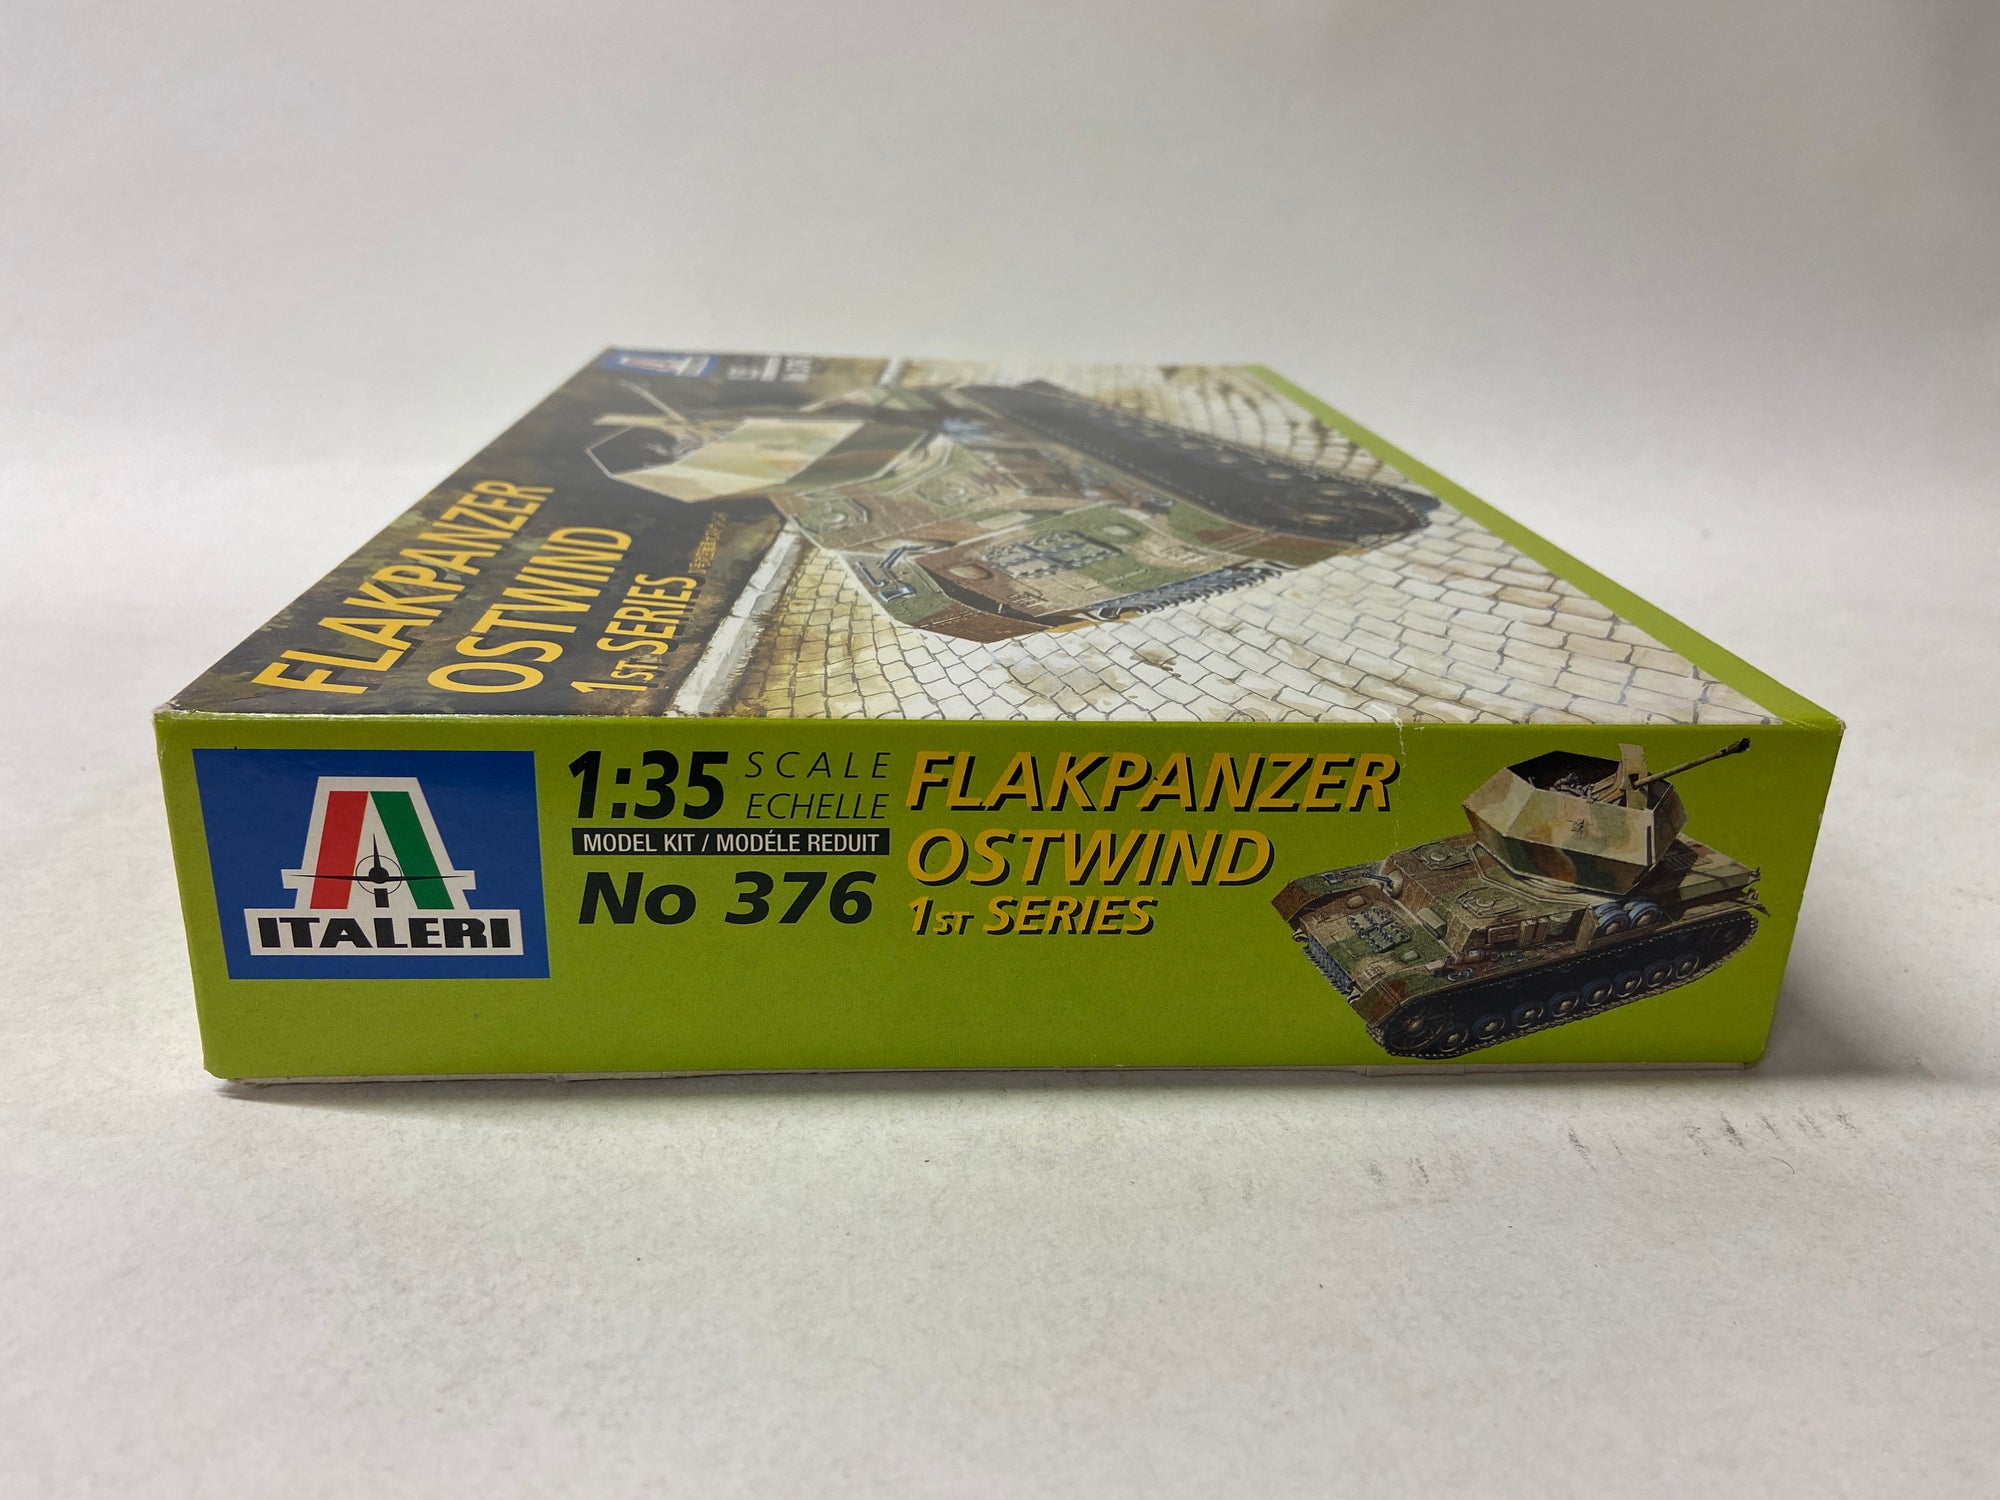 FLAKPANZER
OSTWIND
1ST SERIES
ITALERI
1:35 SCALE
ECHELLE
MODEL KIT / MODÉLE REDUIT
No 376
FLAKPANZER
OSTWIND
1ST SERIES